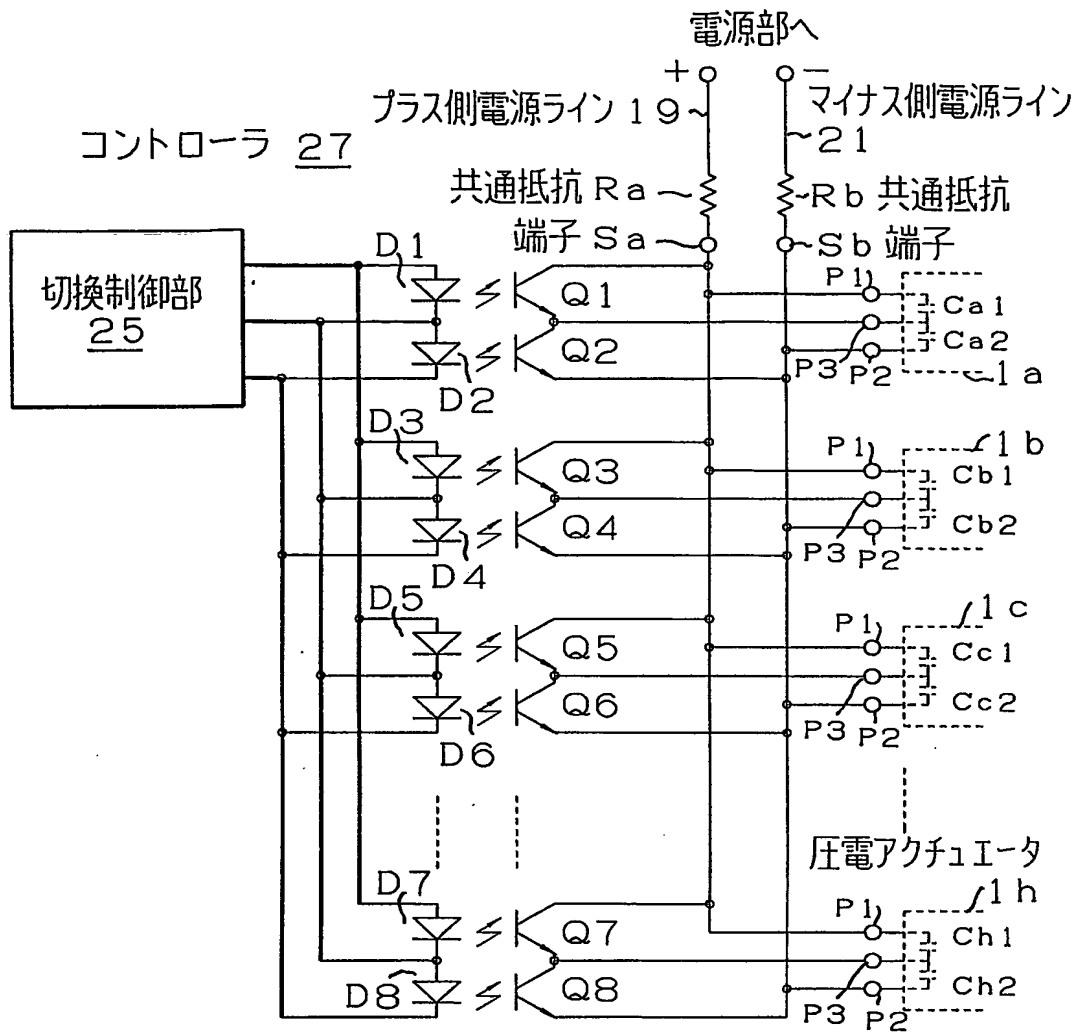 電源部へ
+ −
プラス側電源ライン 19
マイナス側電源ライン
21
コントローラ 27
共通抵抗 Ra
Rb 共通抵抗
端子 Sa
Sb 端子
切換制御部
25
D1
Q1
Q2
D2
P1
Ca1
Ca2
P3 P2
1a
D3
Q3
Q4
D4
P1
1b
Cb1
Cb2
P3 P2
D5
Q5
Q6
D6
P1
1c
Cc1
Cc2
P3 P2
圧電アクチュエータ
D7
Q7
Q8
D8
P1
1h
Ch1
Ch2
P3 P2